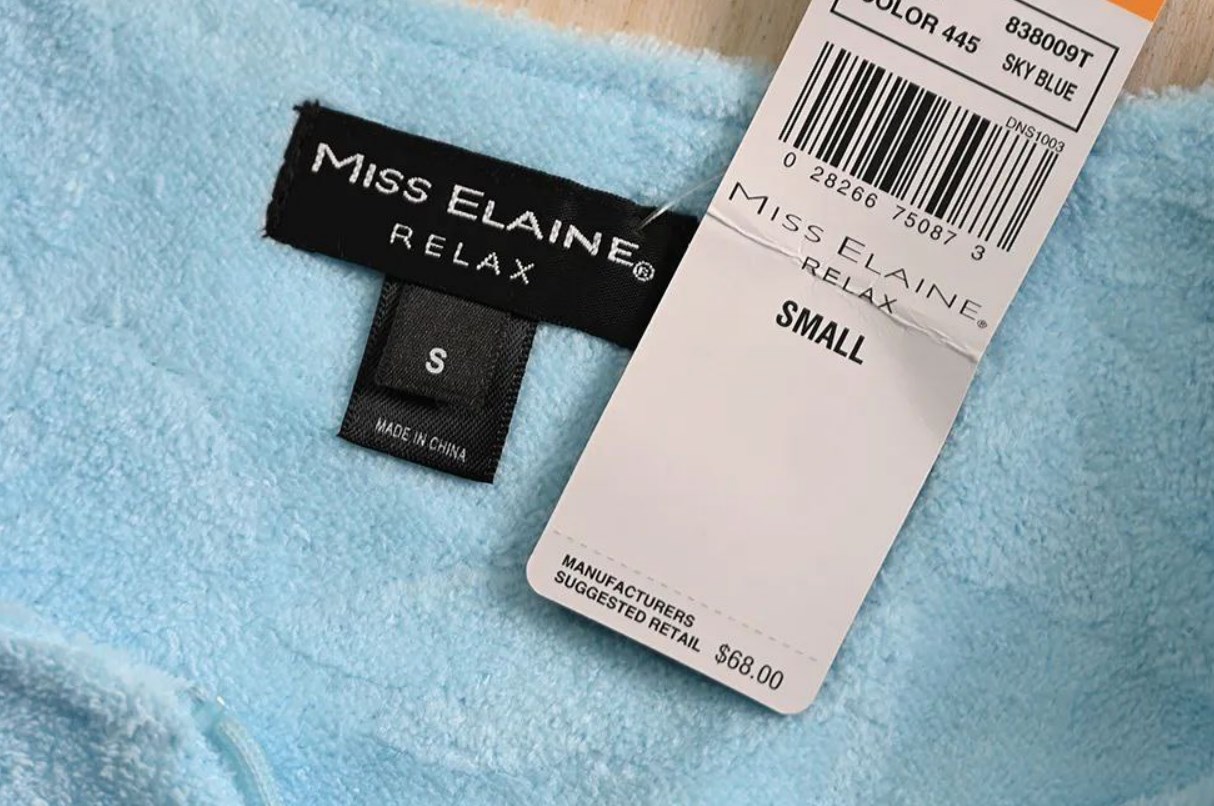 MISS ELAINE®
RELAX
S
MADE IN CHINA
COLOR 445
838009T
SKY BLUE
DNS1003
0 28266 75087 3
MISS ELAINE®
RELAX
SMALL
MANUFACTURERS
SUGGESTED RETAIL $68.00